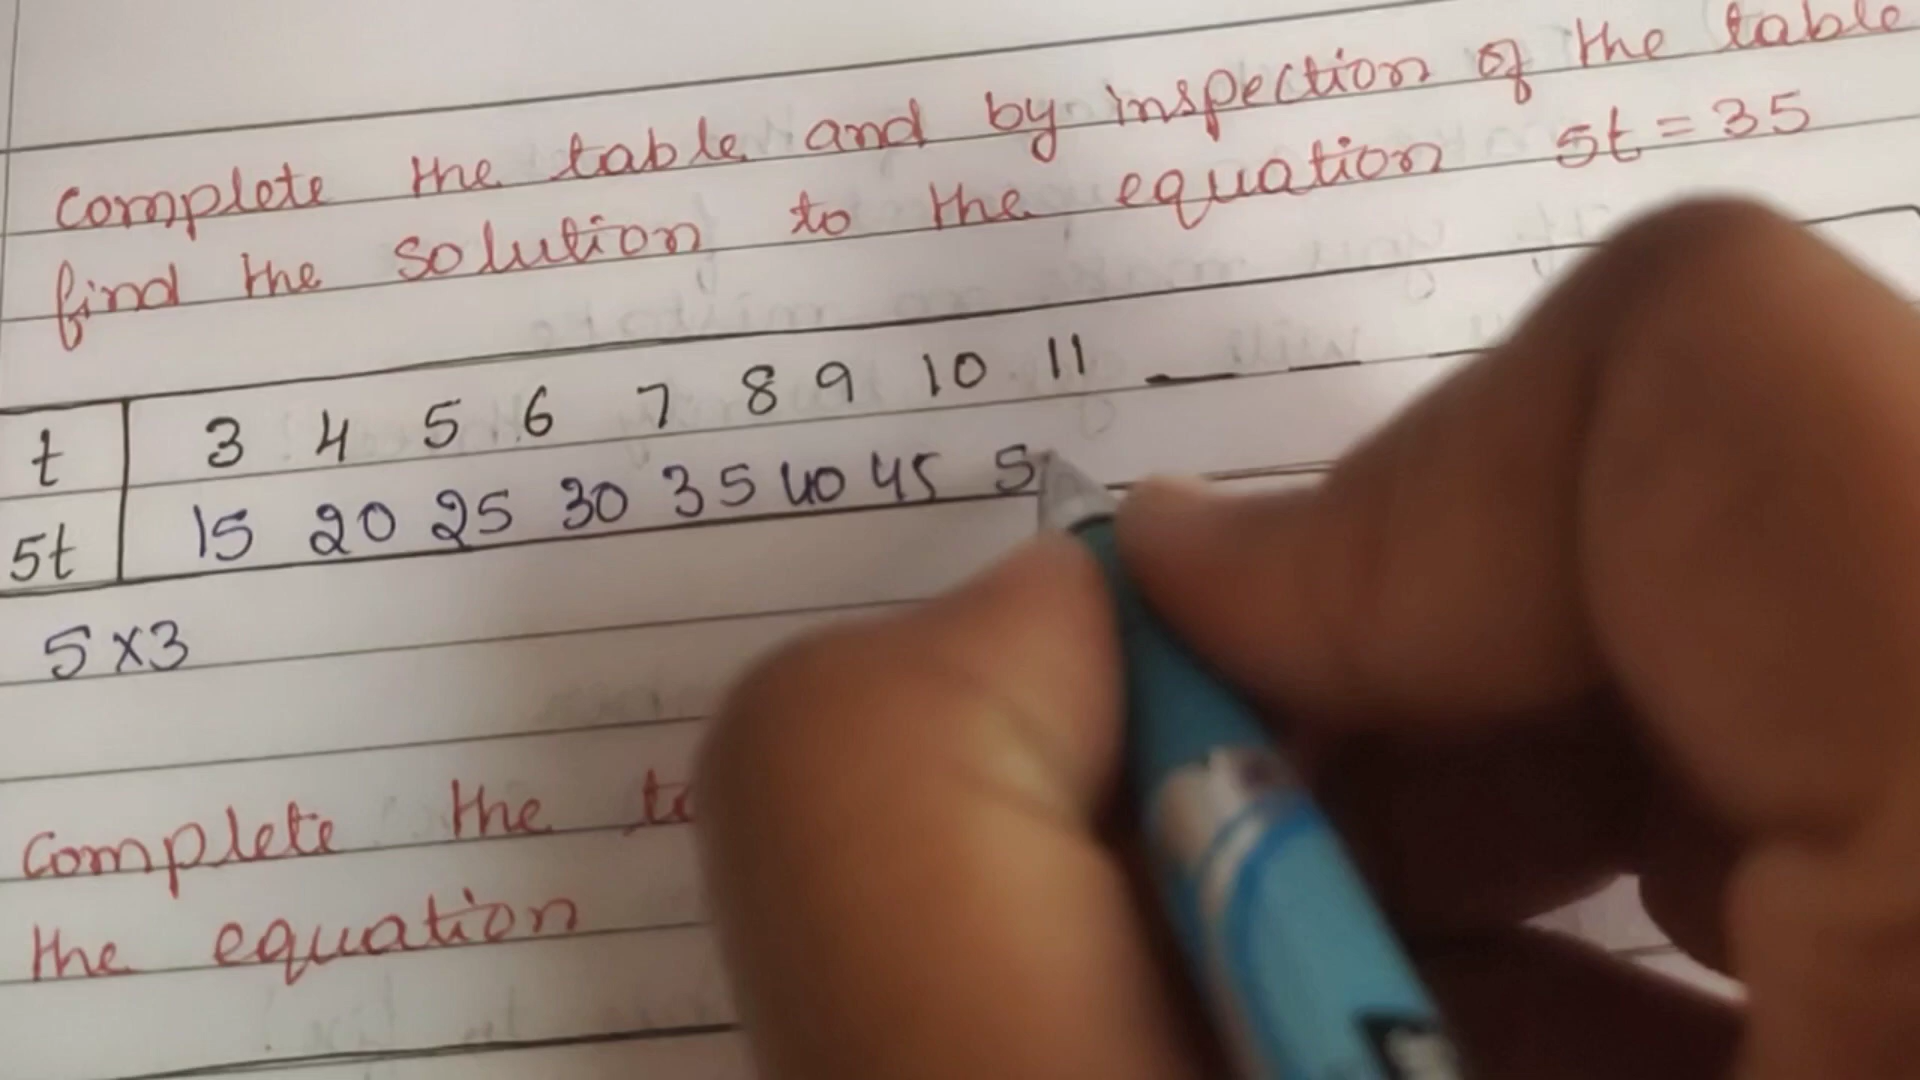 complete the table and by inspection of the table
find the solution to the equation 5t = 35
t 3 4 5 6 7 8 9 10 11 — — —
5t 15 20 25 30 35 40 45 5
5×3
complete the
the equation